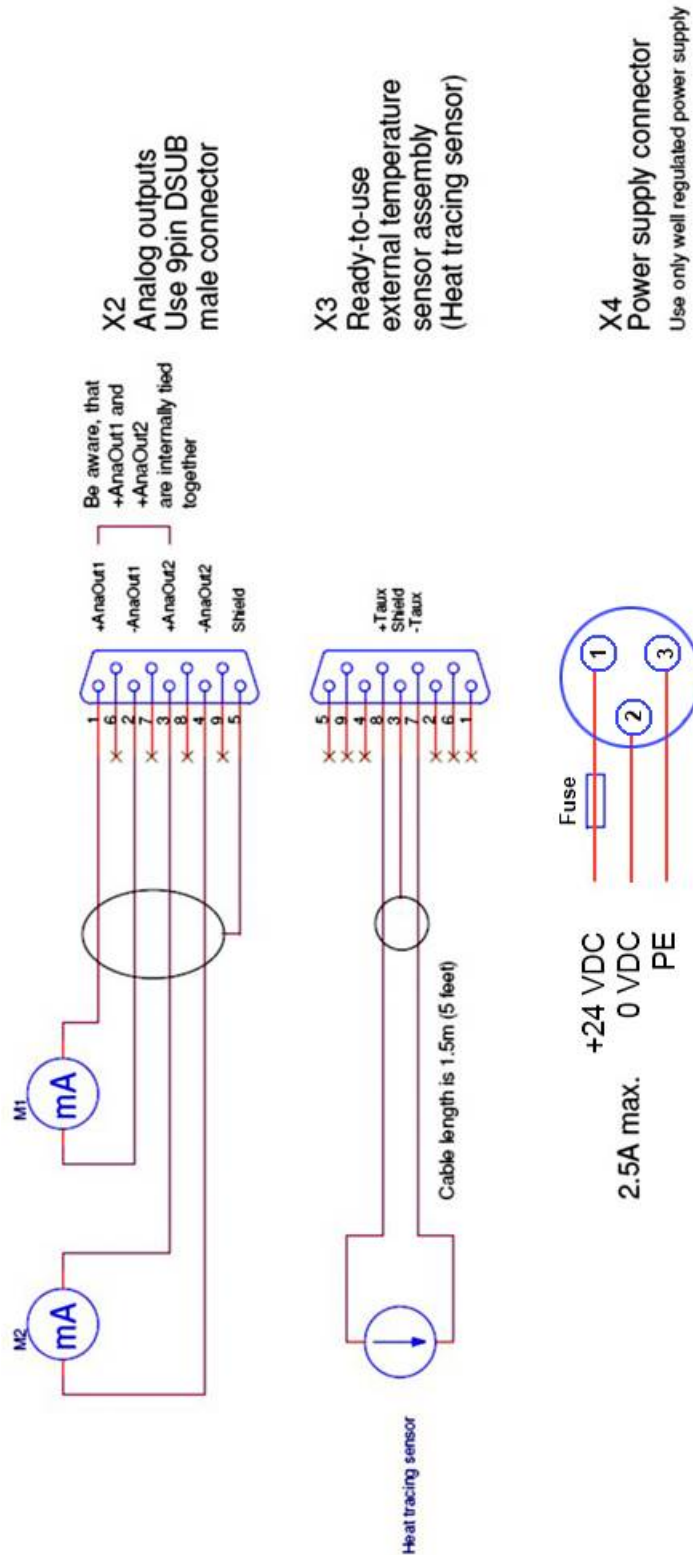 M2
mA
M1
mA
1
6
2
7
3
8
4
9
5
+AnaOut1
-AnaOut1
+AnaOut2
-AnaOut2
Shield
Be aware, that
+AnaOut1 and
+AnaOut2
are internally tied
together
X2
Analog outputs
Use 9pin DSUB
male connector
Heat tracing sensor
Cable length is 1.5m (5 feet)
5
9
4
8
3
7
2
6
1
+Taux
Shield
-Taux
X3
Ready-to-use
external temperature
sensor assembly
(Heat tracing sensor)
2.5A max.
+24 VDC
0 VDC
PE
Fuse
1
2
3
X4
Power supply connector
Use only well regulated power supply